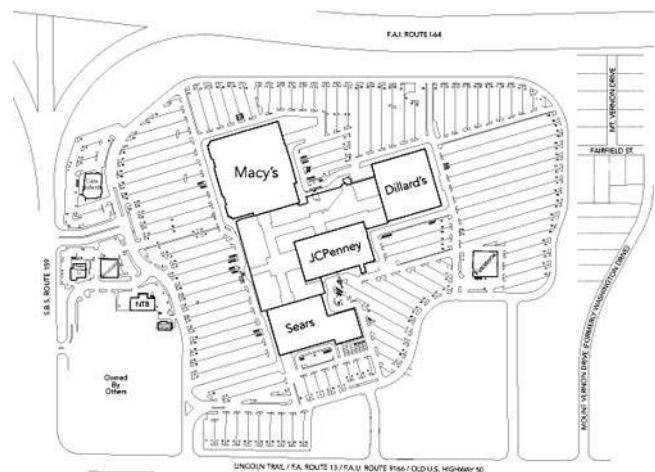 F.A.I. ROUTE I-64
MT. VERNON DRIVE
FAIRFIELD ST.
Macy's
Dillard's
JCPenney
Sears
NTB
S.B.S. ROUTE 159
Owned
By
Others
MOUNT VERNON DRIVE (FORMERLY WASHINGTON DRIVE)
LINCOLN TRAIL / F.A. ROUTE 13 / F.A.U. ROUTE 9166 / OLD U.S. HIGHWAY 50